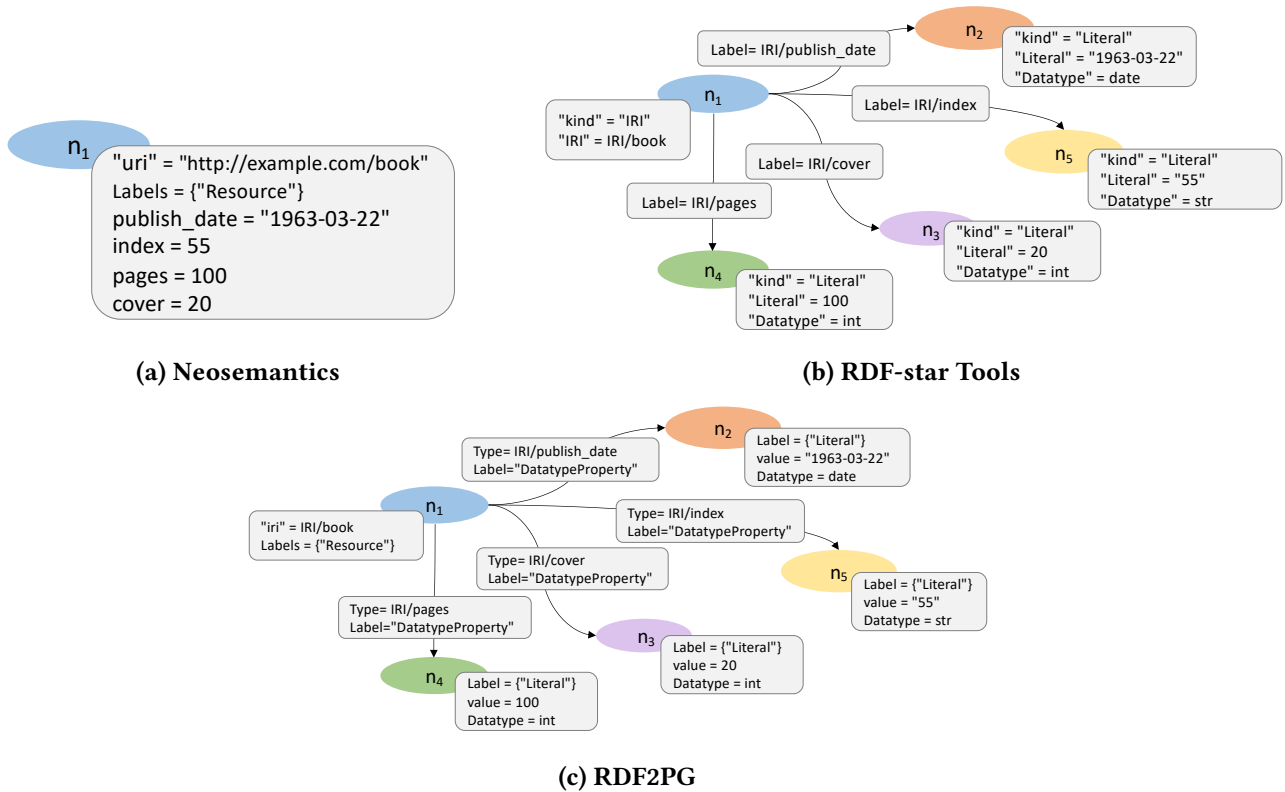 n1
"uri" = "http://example.com/book"
Labels = {"Resource"}
publish_date = "1963-03-22"
index = 55
pages = 100
cover = 20
(a) Neosemantics
n2
"kind" = "Literal"
"Literal" = "1963-03-22"
"Datatype" = date
Label= IRI/publish_date
n1
"kind" = "IRI"
"IRI" = IRI/book
Label= IRI/index
n5
"kind" = "Literal"
"Literal" = "55"
"Datatype" = str
Label= IRI/cover
Label= IRI/pages
n3
"kind" = "Literal"
"Literal" = 20
"Datatype" = int
n4
"kind" = "Literal"
"Literal" = 100
"Datatype" = int
(b) RDF-star Tools
n2
Label = {"Literal"}
value = "1963-03-22"
Datatype = date
Type= IRI/publish_date
Label="DatatypeProperty"
n1
"iri" = IRI/book
Labels = {"Resource"}
Type= IRI/index
Label="DatatypeProperty"
n5
Label = {"Literal"}
value = "55"
Datatype = str
Type= IRI/cover
Label="DatatypeProperty"
Type= IRI/pages
Label="DatatypeProperty"
n3
Label = {"Literal"}
value = 20
Datatype = int
n4
Label = {"Literal"}
value = 100
Datatype = int
(c) RDF2PG